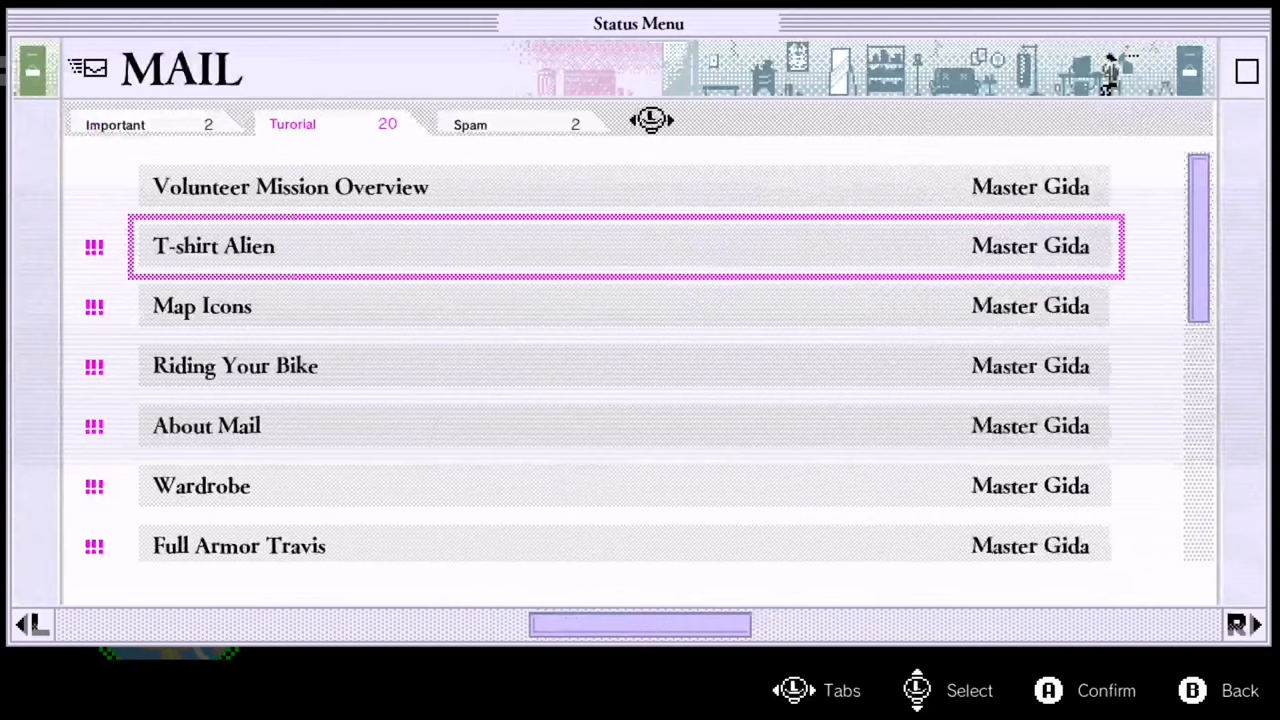 Status Menu
MAIL
Important 2 Turorial 20 Spam 2 L
Volunteer Mission Overview Master Gida
!!! T-shirt Alien Master Gida
!!! Map Icons Master Gida
!!! Riding Your Bike Master Gida
!!! About Mail Master Gida
!!! Wardrobe Master Gida
!!! Full Armor Travis Master Gida
L R
L Tabs L Select A Confirm B Back